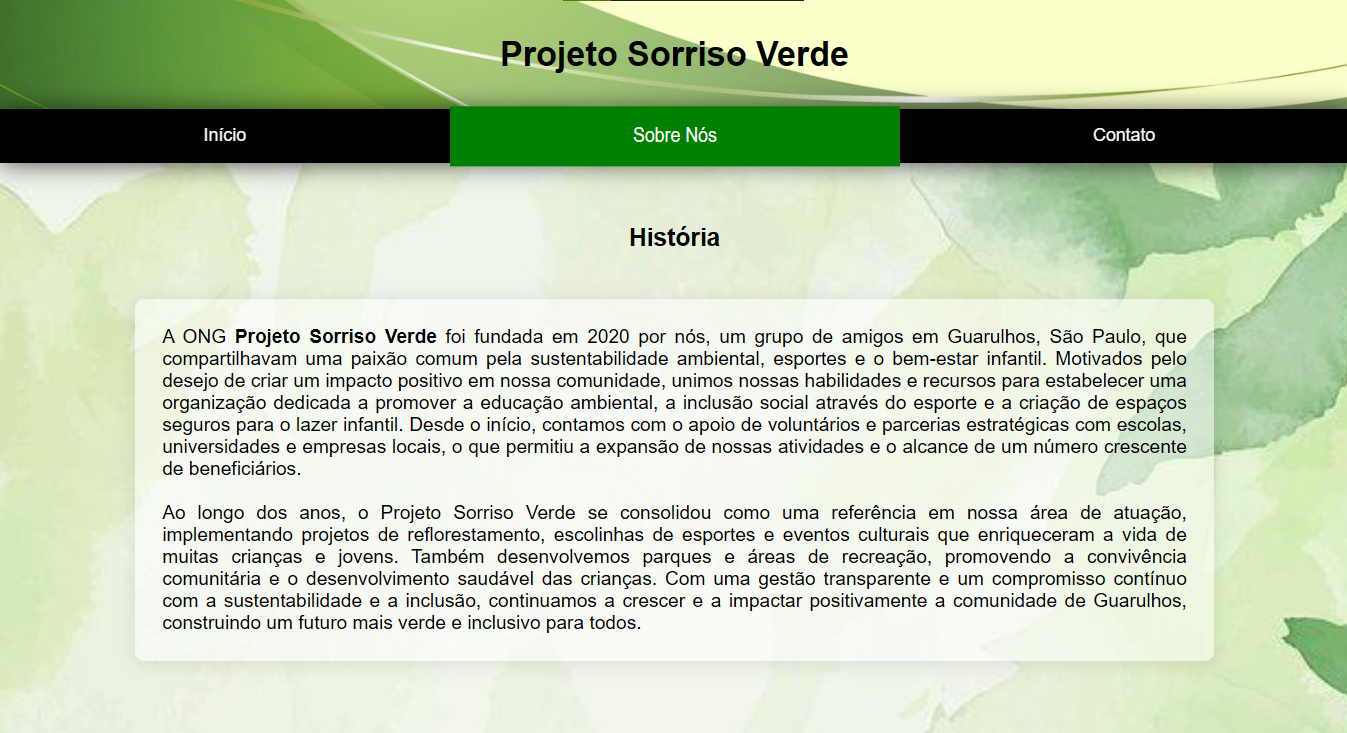 Projeto Sorriso Verde
Início
Sobre Nós
Contato
História
A ONG Projeto Sorriso Verde foi fundada em 2020 por nós, um grupo de amigos em Guarulhos, São Paulo, que
compartilhavam uma paixão comum pela sustentabilidade ambiental, esportes e o bem-estar infantil. Motivados pelo
desejo de criar um impacto positivo em nossa comunidade, unimos nossas habilidades e recursos para estabelecer uma
organização dedicada a promover a educação ambiental, a inclusão social através do esporte e a criação de espaços
seguros para o lazer infantil. Desde o início, contamos com o apoio de voluntários e parcerias estratégicas com escolas,
universidades e empresas locais, o que permitiu a expansão de nossas atividades e o alcance de um número crescente
de beneficiários.
Ao longo dos anos, o Projeto Sorriso Verde se consolidou como uma referência em nossa área de atuação,
implementando projetos de reflorestamento, escolinhas de esportes e eventos culturais que enriqueceram a vida de
muitas crianças e jovens. Também desenvolvemos parques e áreas de recreação, promovendo a convivência
comunitária e o desenvolvimento saudável das crianças. Com uma gestão transparente e um compromisso contínuo
com a sustentabilidade e a inclusão, continuamos a crescer e a impactar positivamente a comunidade de Guarulhos,
construindo um futuro mais verde e inclusivo para todos.